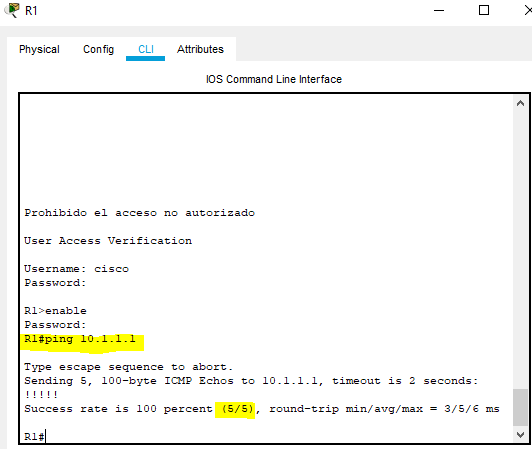 R1
Physical Config CLI Attributes
IOS Command Line Interface
Prohibido el acceso no autorizado
User Access Verification
Username: cisco
Password:
R1>enable
Password:
R1#ping 10.1.1.1
Type escape sequence to abort.
Sending 5, 100-byte ICMP Echos to 10.1.1.1, timeout is 2 seconds:
!!!!!
Success rate is 100 percent (5/5), round-trip min/avg/max = 3/5/6 ms
R1#